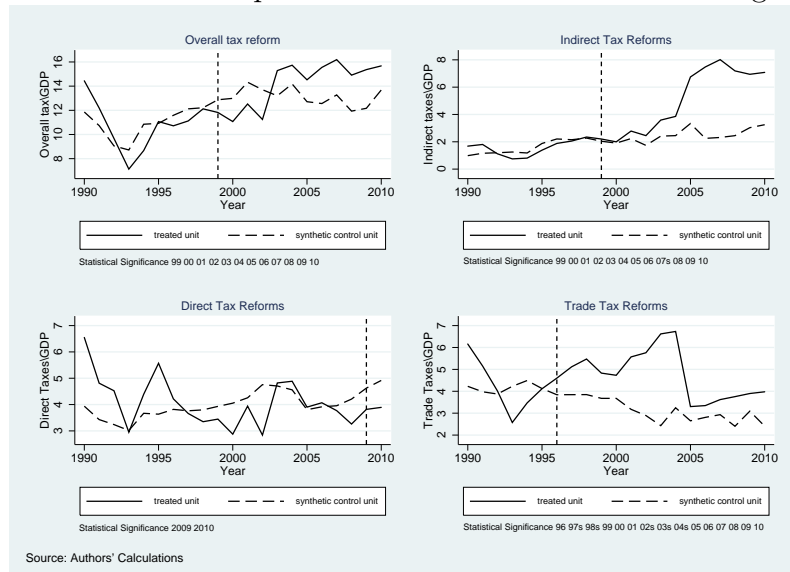 Overall tax reform
Overall tax\GDP
16
14
12
10
8
1990 1995 2000 2005 2010
Year
treated unit synthetic control unit
Statistical Significance 99 00 01 02 03 04 05 06 07 08 09 10
Indirect Tax Reforms
Indirect taxes\GDP
8
6
4
2
0
1990 1995 2000 2005 2010
Year
treated unit synthetic control unit
Statistical Significance 99 00 01 02 03 04 05 06 07s 08 09 10
Direct Tax Reforms
Direct Taxes\GDP
7
6
5
4
3
1990 1995 2000 2005 2010
Year
treated unit synthetic control unit
Statistical Significance 2009 2010
Trade Tax Reforms
Trade Taxes\GDP
7
6
5
4
3
2
1990 1995 2000 2005 2010
Year
treated unit synthetic control unit
Statistical Significance 96 97s 98s 99 00 01 02s 03s 04s 05 06 07 08 09 10
Source: Authors' Calculations